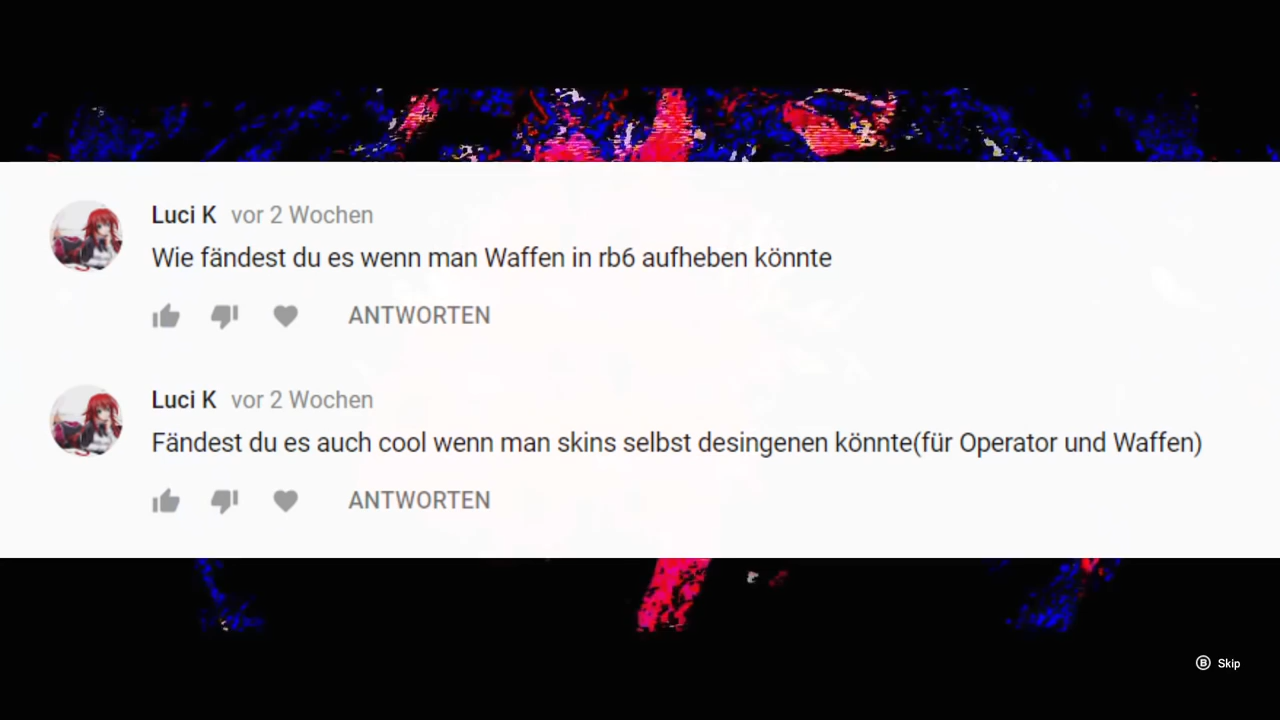 Luci K vor 2 Wochen
Wie fändest du es wenn man Waffen in rb6 aufheben könnte
ANTWORTEN
Luci K vor 2 Wochen
Fändest du es auch cool wenn man skins selbst desingenen könnte(für Operator und Waffen)
ANTWORTEN
B Skip